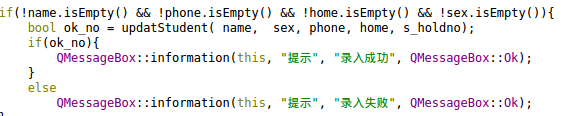 if(!name.isEmpty() && !phone.isEmpty() && !home.isEmpty() && !sex.isEmpty()){
bool ok_no = updatStudent( name,  sex, phone, home, s_holdno);
if(ok_no){
QMessageBox::information(this, "提示", "录入成功", QMessageBox::Ok);
}
else
QMessageBox::information(this, "提示", "录入失败", QMessageBox::Ok);